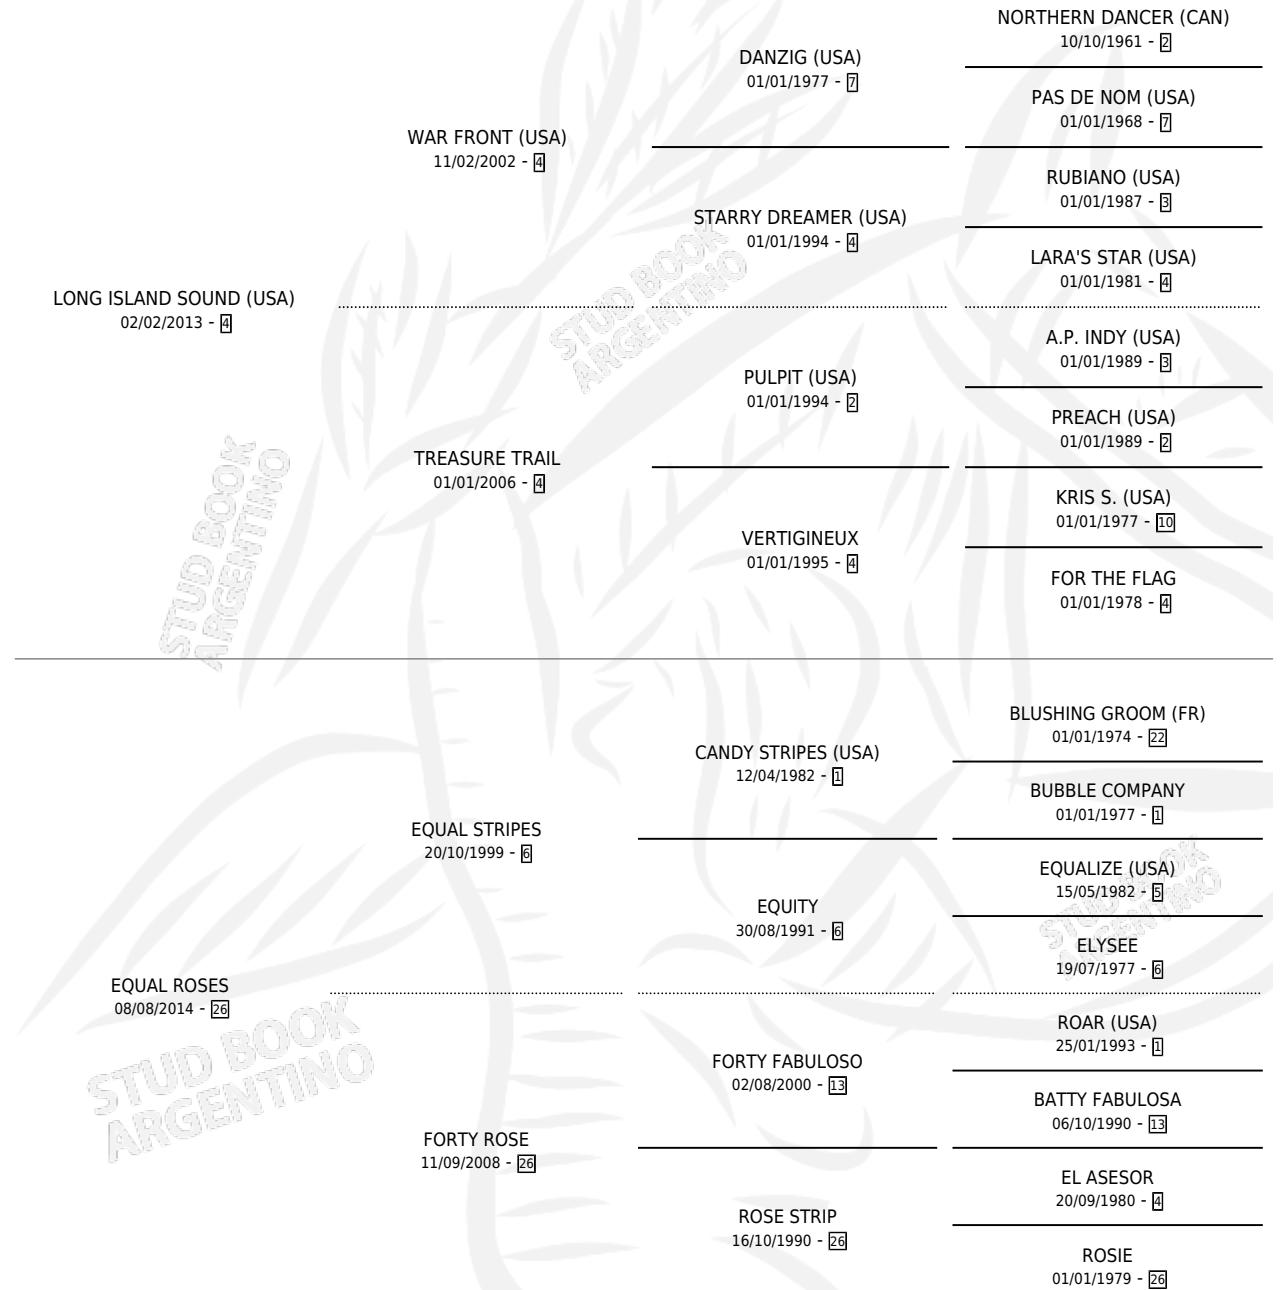 NORTHERN DANCER (CAN)
10/10/1961 - 2
DANZIG (USA)
01/01/1977 - 7
PAS DE NOM (USA)
01/01/1968 - 7
WAR FRONT (USA)
11/02/2002 - 4
RUBIANO (USA)
01/01/1987 - 3
STARRY DREAMER (USA)
01/01/1994 - 4
LARA'S STAR (USA)
01/01/1981 - 4
LONG ISLAND SOUND (USA)
02/02/2013 - 4
A.P. INDY (USA)
01/01/1989 - 3
PULPIT (USA)
01/01/1994 - 2
PREACH (USA)
01/01/1989 - 2
TREASURE TRAIL
01/01/2006 - 4
KRIS S. (USA)
01/01/1977 - 10
VERTIGINEUX
01/01/1995 - 4
FOR THE FLAG
01/01/1978 - 4
BLUSHING GROOM (FR)
01/01/1974 - 22
CANDY STRIPES (USA)
12/04/1982 - 1
BUBBLE COMPANY
01/01/1977 - 1
EQUAL STRIPES
20/10/1999 - 6
EQUALIZE (USA)
15/05/1982 - 5
EQUITY
30/08/1991 - 6
ELYSEE
19/07/1977 - 6
EQUAL ROSES
08/08/2014 - 26
ROAR (USA)
25/01/1993 - 1
FORTY FABULOSO
02/08/2000 - 13
BATTY FABULOSA
06/10/1990 - 13
FORTY ROSE
11/09/2008 - 26
EL ASESOR
20/09/1980 - 4
ROSE STRIP
16/10/1990 - 26
ROSIE
01/01/1979 - 26
STUD BOOK
ARGENTINO
STUD BOOK
ARGENTINO
STUD BOOK
ARGENTINO
STUD BOOK
ARGENTINO